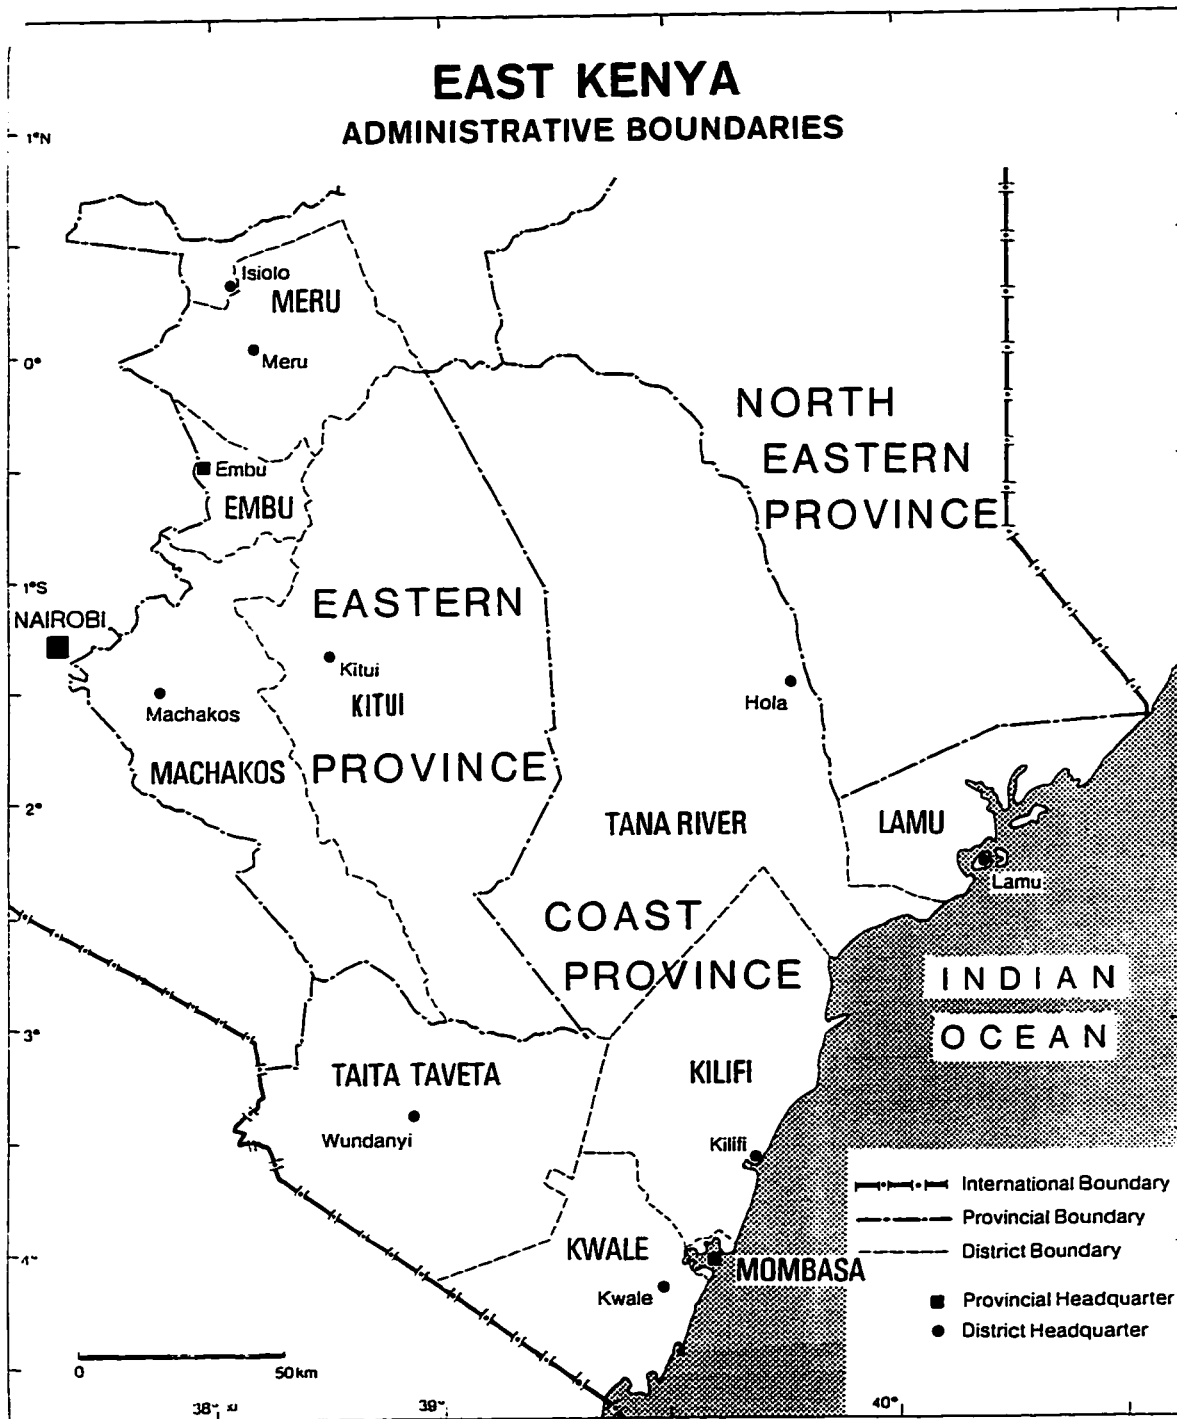 EAST KENYA
ADMINISTRATIVE BOUNDARIES
1°N
Isiolo
MERU
Meru
0°
NORTH
EASTERN
PROVINCE
Embu
EMBU
1°S
EASTERN
NAIROBI
Kitui
KITUI
Machakos
Hola
MACHAKOS
PROVINCE
2°
TANA RIVER
LAMU
Lamu
COAST
PROVINCE
INDIAN
OCEAN
3°
TAITA TAVETA
KILIFI
Wundanyi
Kilifi
International Boundary
Provincial Boundary
District Boundary
KWALE
MOMBASA
Kwale
Provincial Headquarter
District Headquarter
0 50km
38°
39°
40°